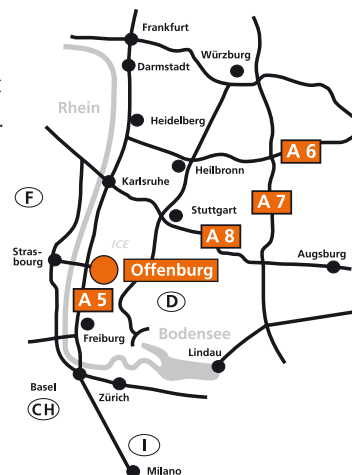 Frankfurt
Würzburg
Darmstadt
Rhein
Heidelberg
A 6
Heilbronn
Karlsruhe
A 7
F
Stuttgart
A 8
ICE
Stras-
bourg
Augsburg
Offenburg
A 5
D
Freiburg
Bodensee
Lindau
Basel
Zürich
CH
I
Milano